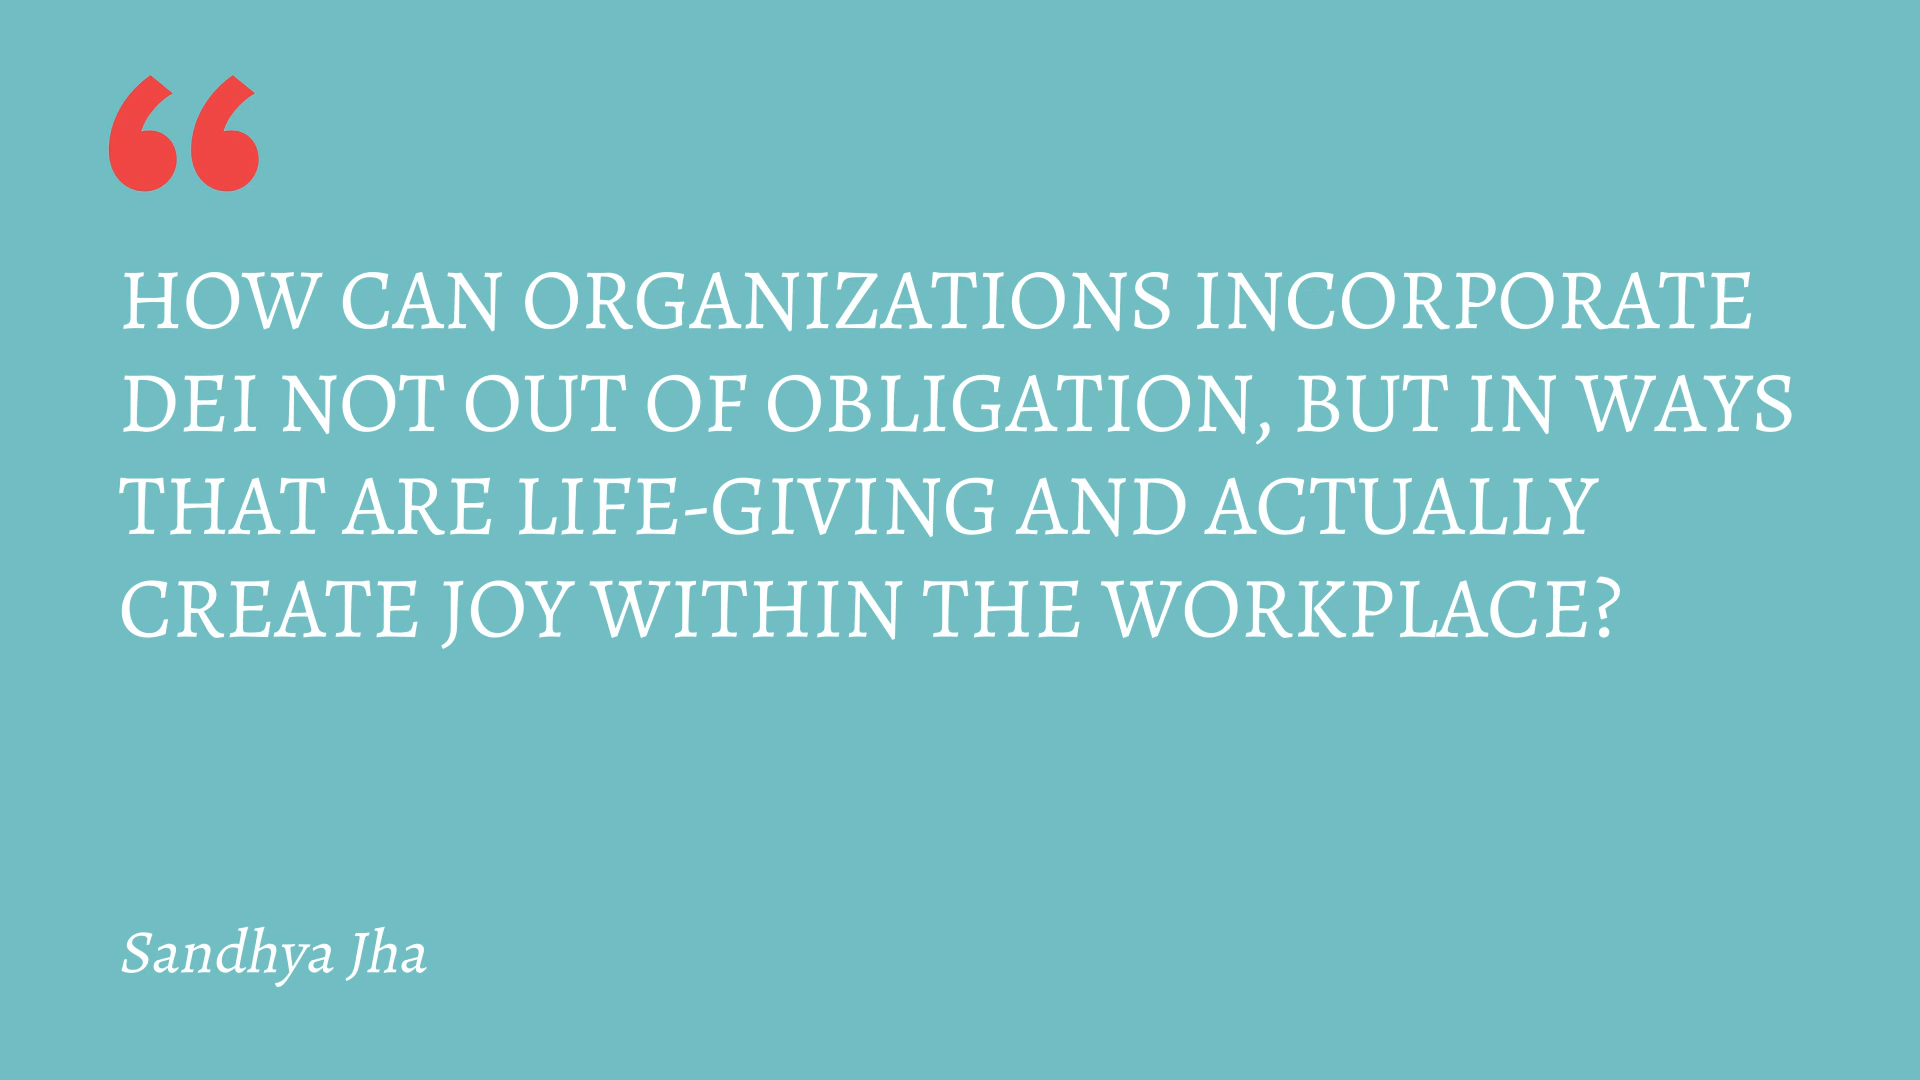 “
HOW CAN ORGANIZATIONS INCORPORATE
DEI NOT OUT OF OBLIGATION, BUT IN WAYS
THAT ARE LIFE-GIVING AND ACTUALLY
CREATE JOY WITHIN THE WORKPLACE?
Sandhya Jha